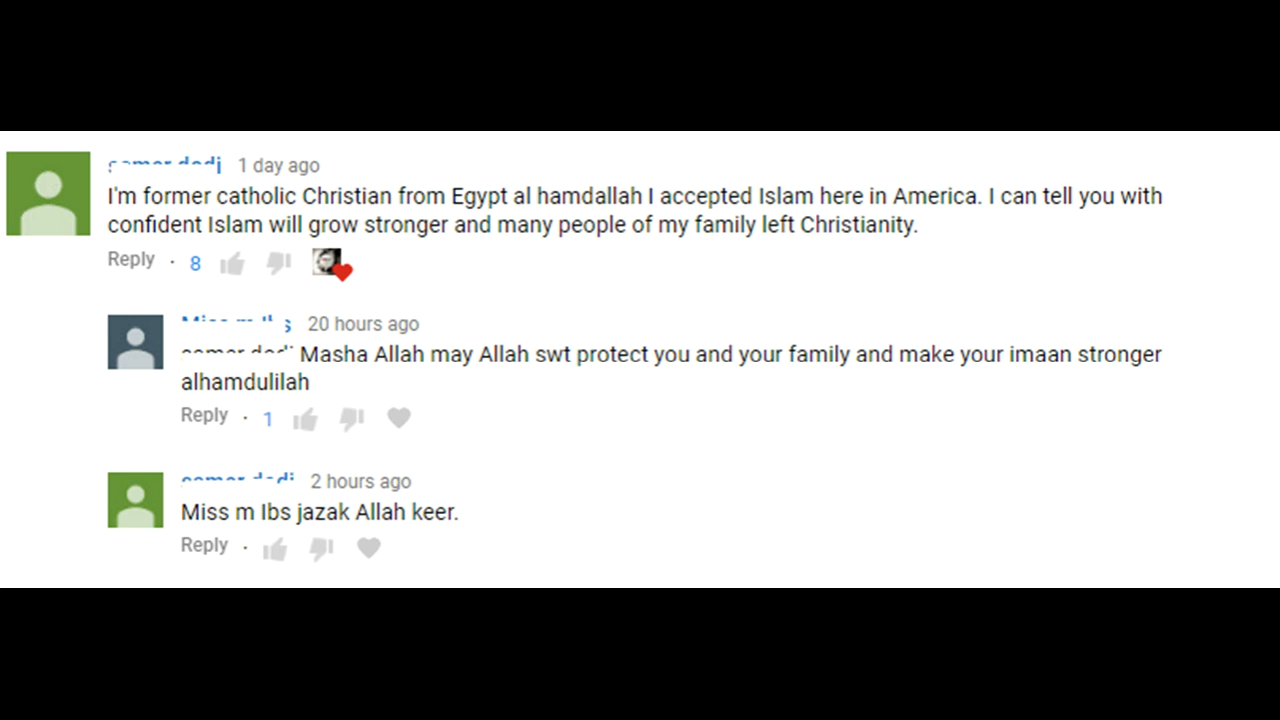 1 day ago
I'm former catholic Christian from Egypt al hamdallah I accepted Islam here in America. I can tell you with
confident Islam will grow stronger and many people of my family left Christianity.
Reply · 8
20 hours ago
Masha Allah may Allah swt protect you and your family and make your imaan stronger
alhamdulilah
Reply · 1
2 hours ago
Miss m Ibs jazak Allah keer.
Reply ·